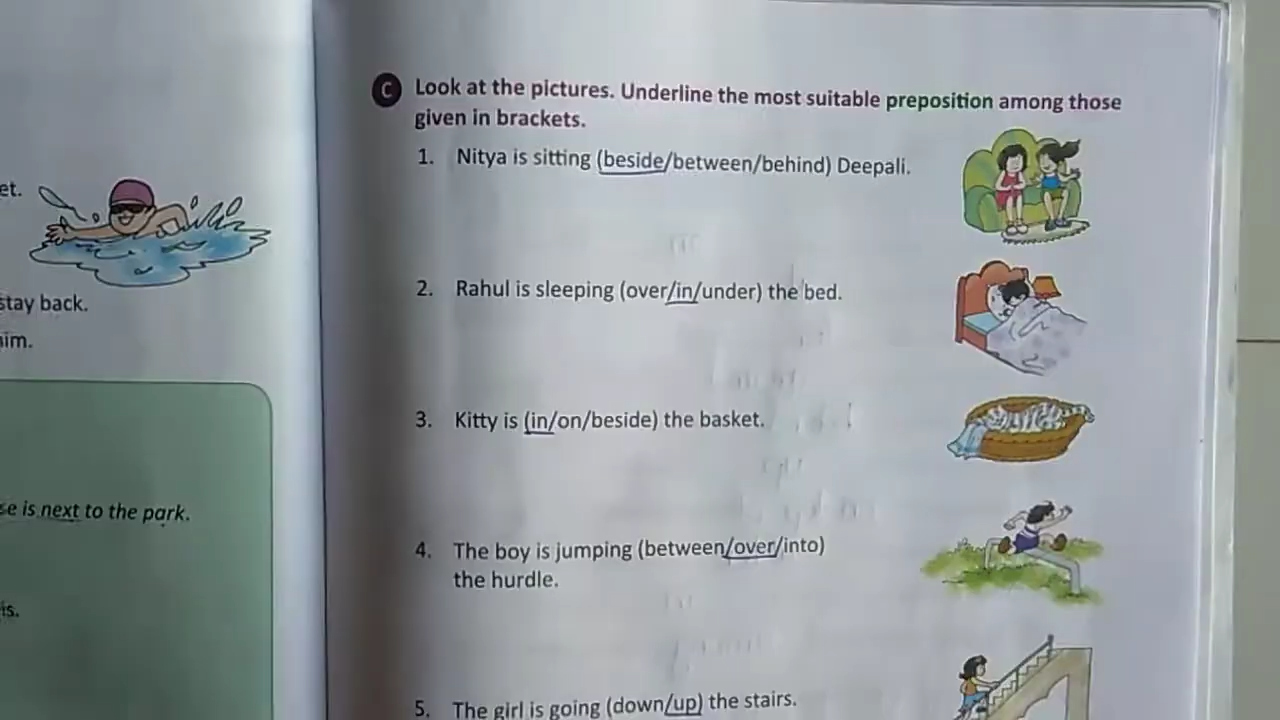 et.
stay back.
im.
se is next to the park.
is.
C Look at the pictures. Underline the most suitable preposition among those
given in brackets.
1. Nitya is sitting (beside/between/behind) Deepali.
2. Rahul is sleeping (over/in/under) the bed.
3. Kitty is (in/on/beside) the basket.
4. The boy is jumping (between/over/into)
the hurdle.
5. The girl is going (down/up) the stairs.